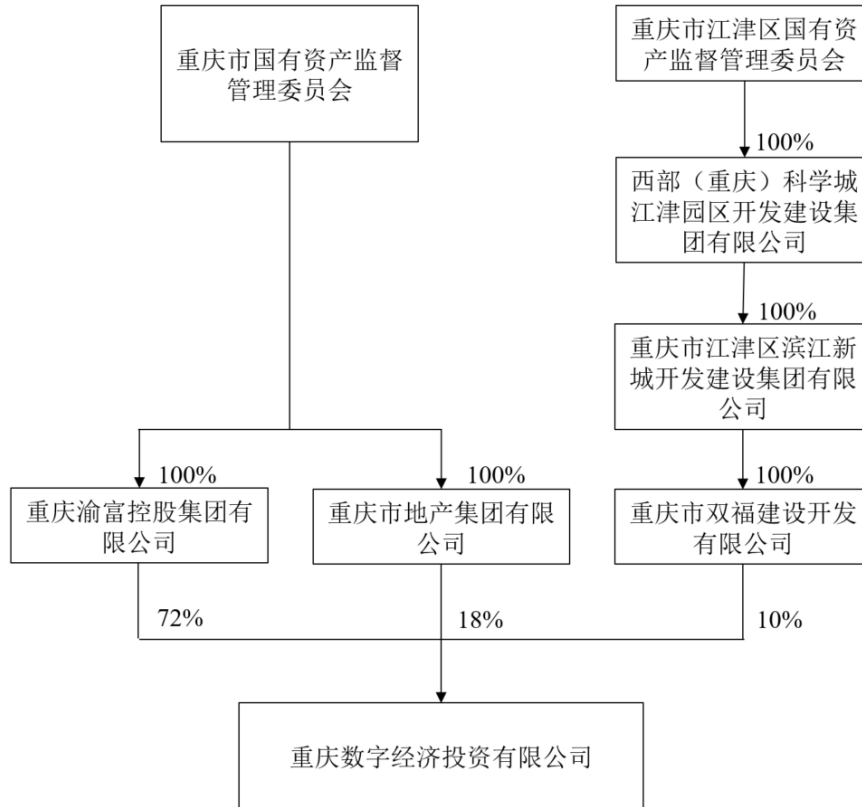 重庆市国有资产监督
管理委员会
重庆市江津区国有资
产监督管理委员会
100%
西部（重庆）科学城
江津园区开发建设集
团有限公司
100%
重庆市江津区滨江新
城开发建设集团有限
公司
100%
100%
100%
重庆渝富控股集团有
限公司
重庆市地产集团有限
公司
重庆市双福建设开发
有限公司
72%
18%
10%
重庆数字经济投资有限公司